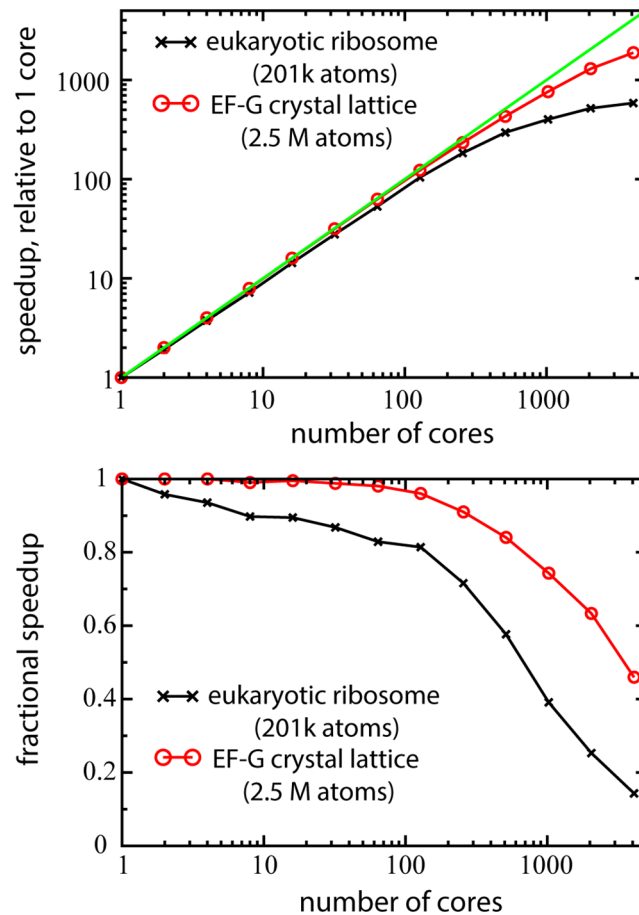 eukaryotic ribosome
(201k atoms)
EF-G crystal lattice
(2.5 M atoms)
speedup, relative to 1 core
1000
100
10
1
1 10 100 1000
number of cores
1
0.8
0.6
0.4
0.2
0
fractional speedup
eukaryotic ribosome
(201k atoms)
EF-G crystal lattice
(2.5 M atoms)
1 10 100 1000
number of cores